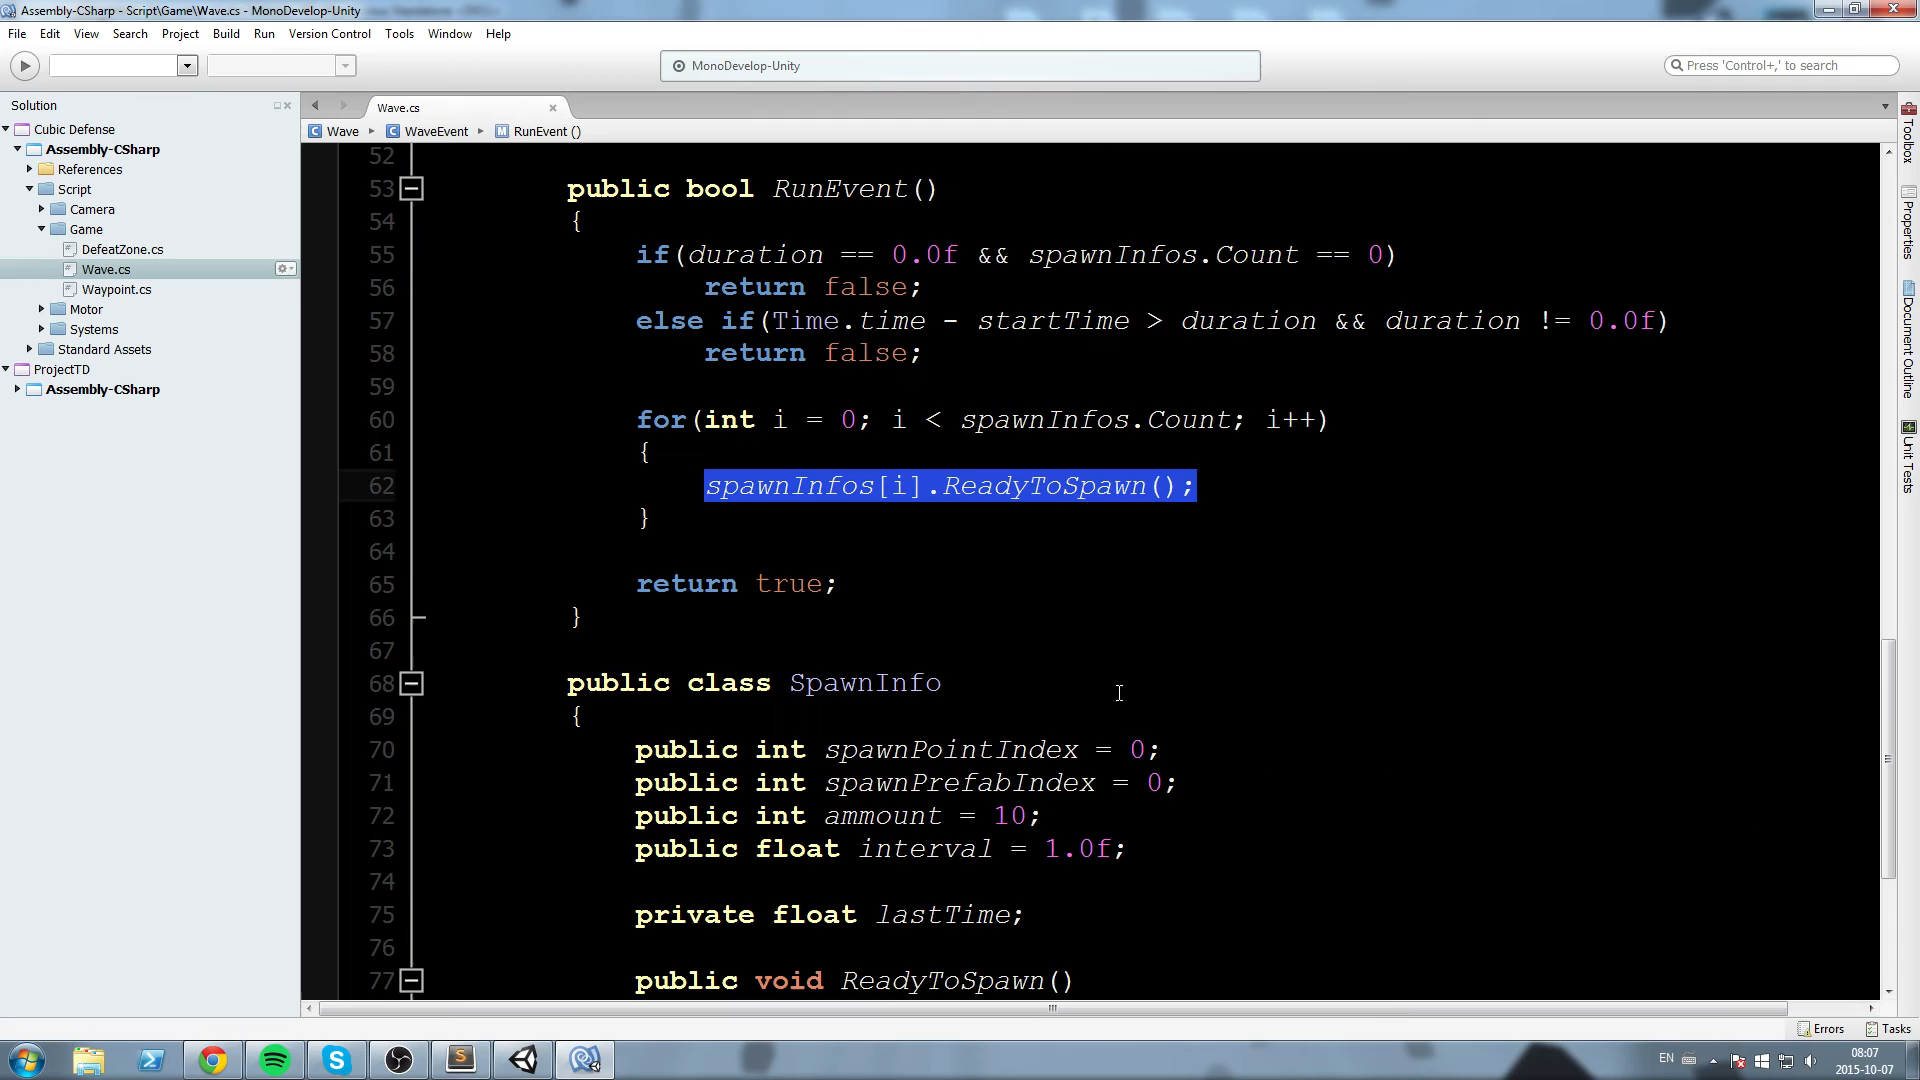 Assembly-CSharp - Script\Game\Wave.cs - MonoDevelop-Unity
File Edit View Search Project Build Run Version Control Tools Window Help
MonoDevelop-Unity
Press 'Control+,' to search
Solution
Cubic Defense
Assembly-CSharp
References
Script
Camera
Game
DefeatZone.cs
Wave.cs
Waypoint.cs
Motor
Systems
Standard Assets
ProjectTD
Assembly-CSharp
Wave.cs
Wave WaveEvent RunEvent ()
52
53 public bool RunEvent()
54 {
55 if(duration == 0.0f && spawnInfos.Count == 0)
56 return false;
57 else if(Time.time - startTime > duration && duration != 0.0f)
58 return false;
59
60 for(int i = 0; i < spawnInfos.Count; i++)
61 {
62 spawnInfos[i].ReadyToSpawn();
63 }
64
65 return true;
66 }
67
68 public class SpawnInfo
69 {
70 public int spawnPointIndex = 0;
71 public int spawnPrefabIndex = 0;
72 public int ammount = 10;
73 public float interval = 1.0f;
74
75 private float lastTime;
76
77 public void ReadyToSpawn()
Toolbox
Properties
Document Outline
Unit Tests
Errors Tasks
EN
08:07
2015-10-07